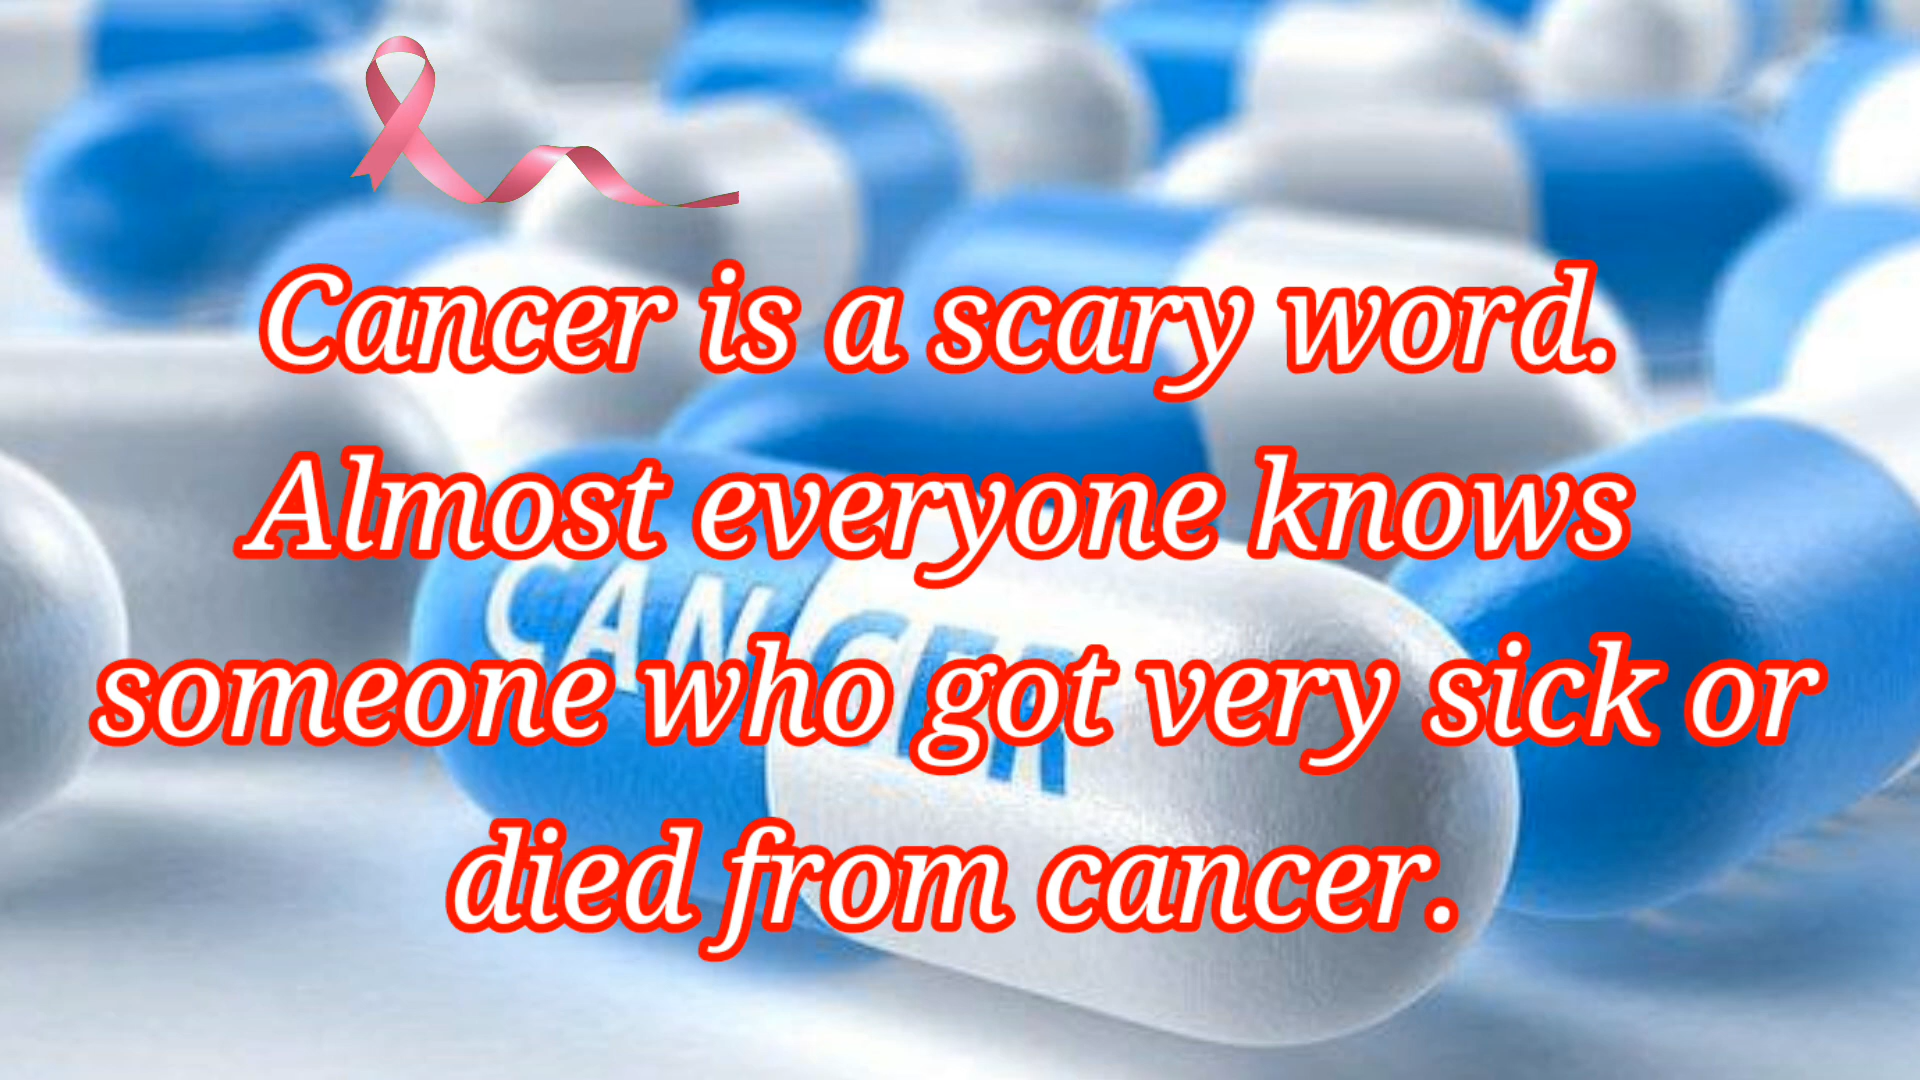 Cancer is a scary word.
Almost everyone knows
CANCER
someone who got very sick or
died from cancer.